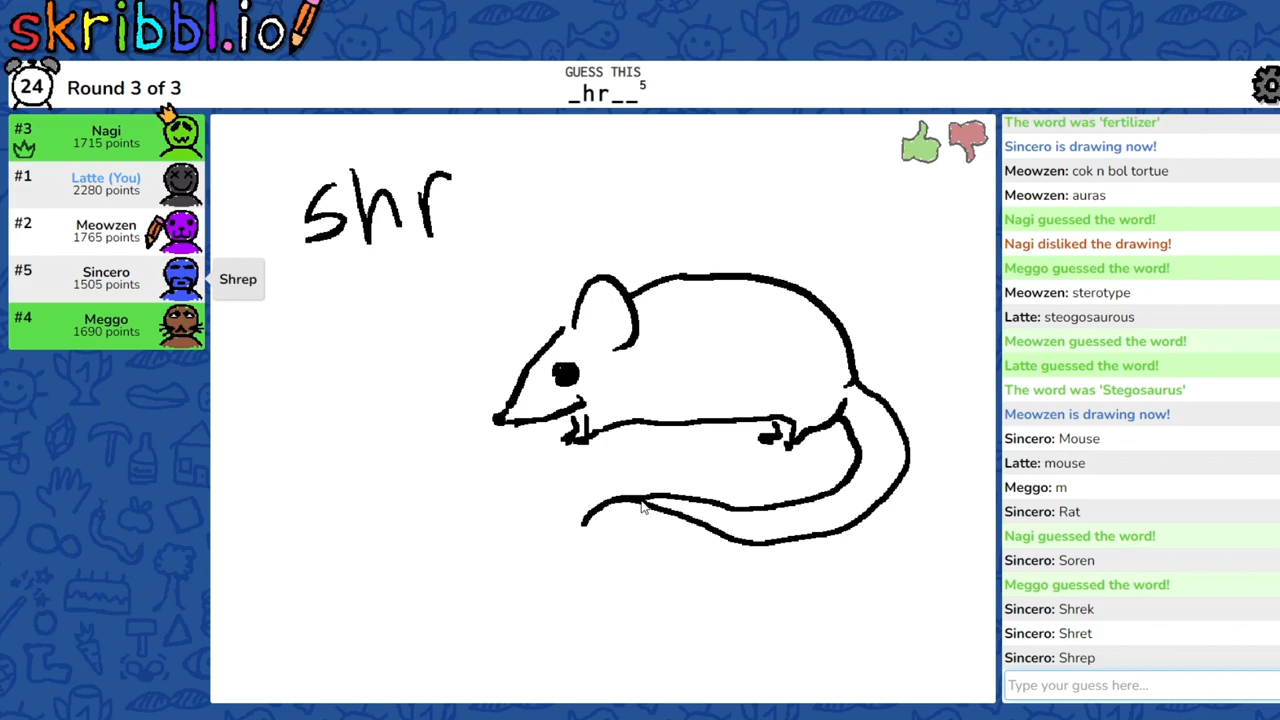 skribbl.io
24
Round 3 of 3
GUESS THIS
_hr__ 5
#3
Nagi
1715 points
#1
Latte (You)
2280 points
#2
Meowzen
1765 points
#5
Sincero
1505 points
Shrep
#4
Meggo
1690 points
shr
The word was 'fertilizer'
Sincero is drawing now!
Meowzen: cok n bol tortue
Meowzen: auras
Nagi guessed the word!
Nagi disliked the drawing!
Meggo guessed the word!
Meowzen: sterotype
Latte: steogosaurous
Meowzen guessed the word!
Latte guessed the word!
The word was 'Stegosaurus'
Meowzen is drawing now!
Sincero: Mouse
Latte: mouse
Meggo: m
Sincero: Rat
Nagi guessed the word!
Sincero: Soren
Meggo guessed the word!
Sincero: Shrek
Sincero: Shret
Sincero: Shrep
Type your guess here...